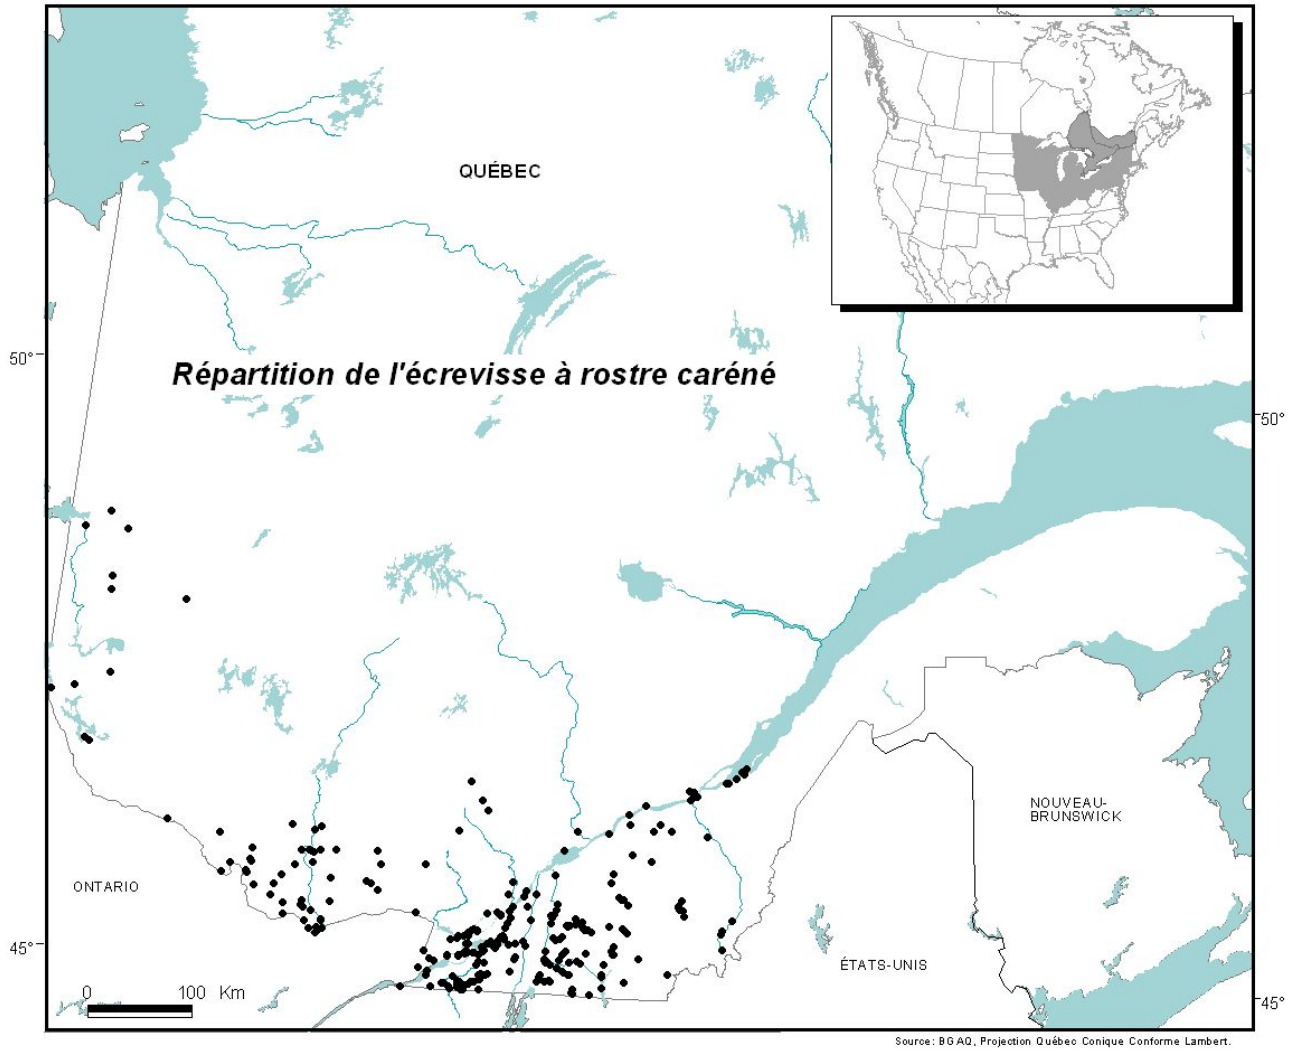 QUÉBEC
50°
Répartition de l'écrevisse à rostre caréné
50°
NOUVEAU-
BRUNSWICK
ONTARIO
45°
ÉTATS-UNIS
0 100 Km
45°
Source: BGAQ, Projection Québec Conique Conforme Lambert.